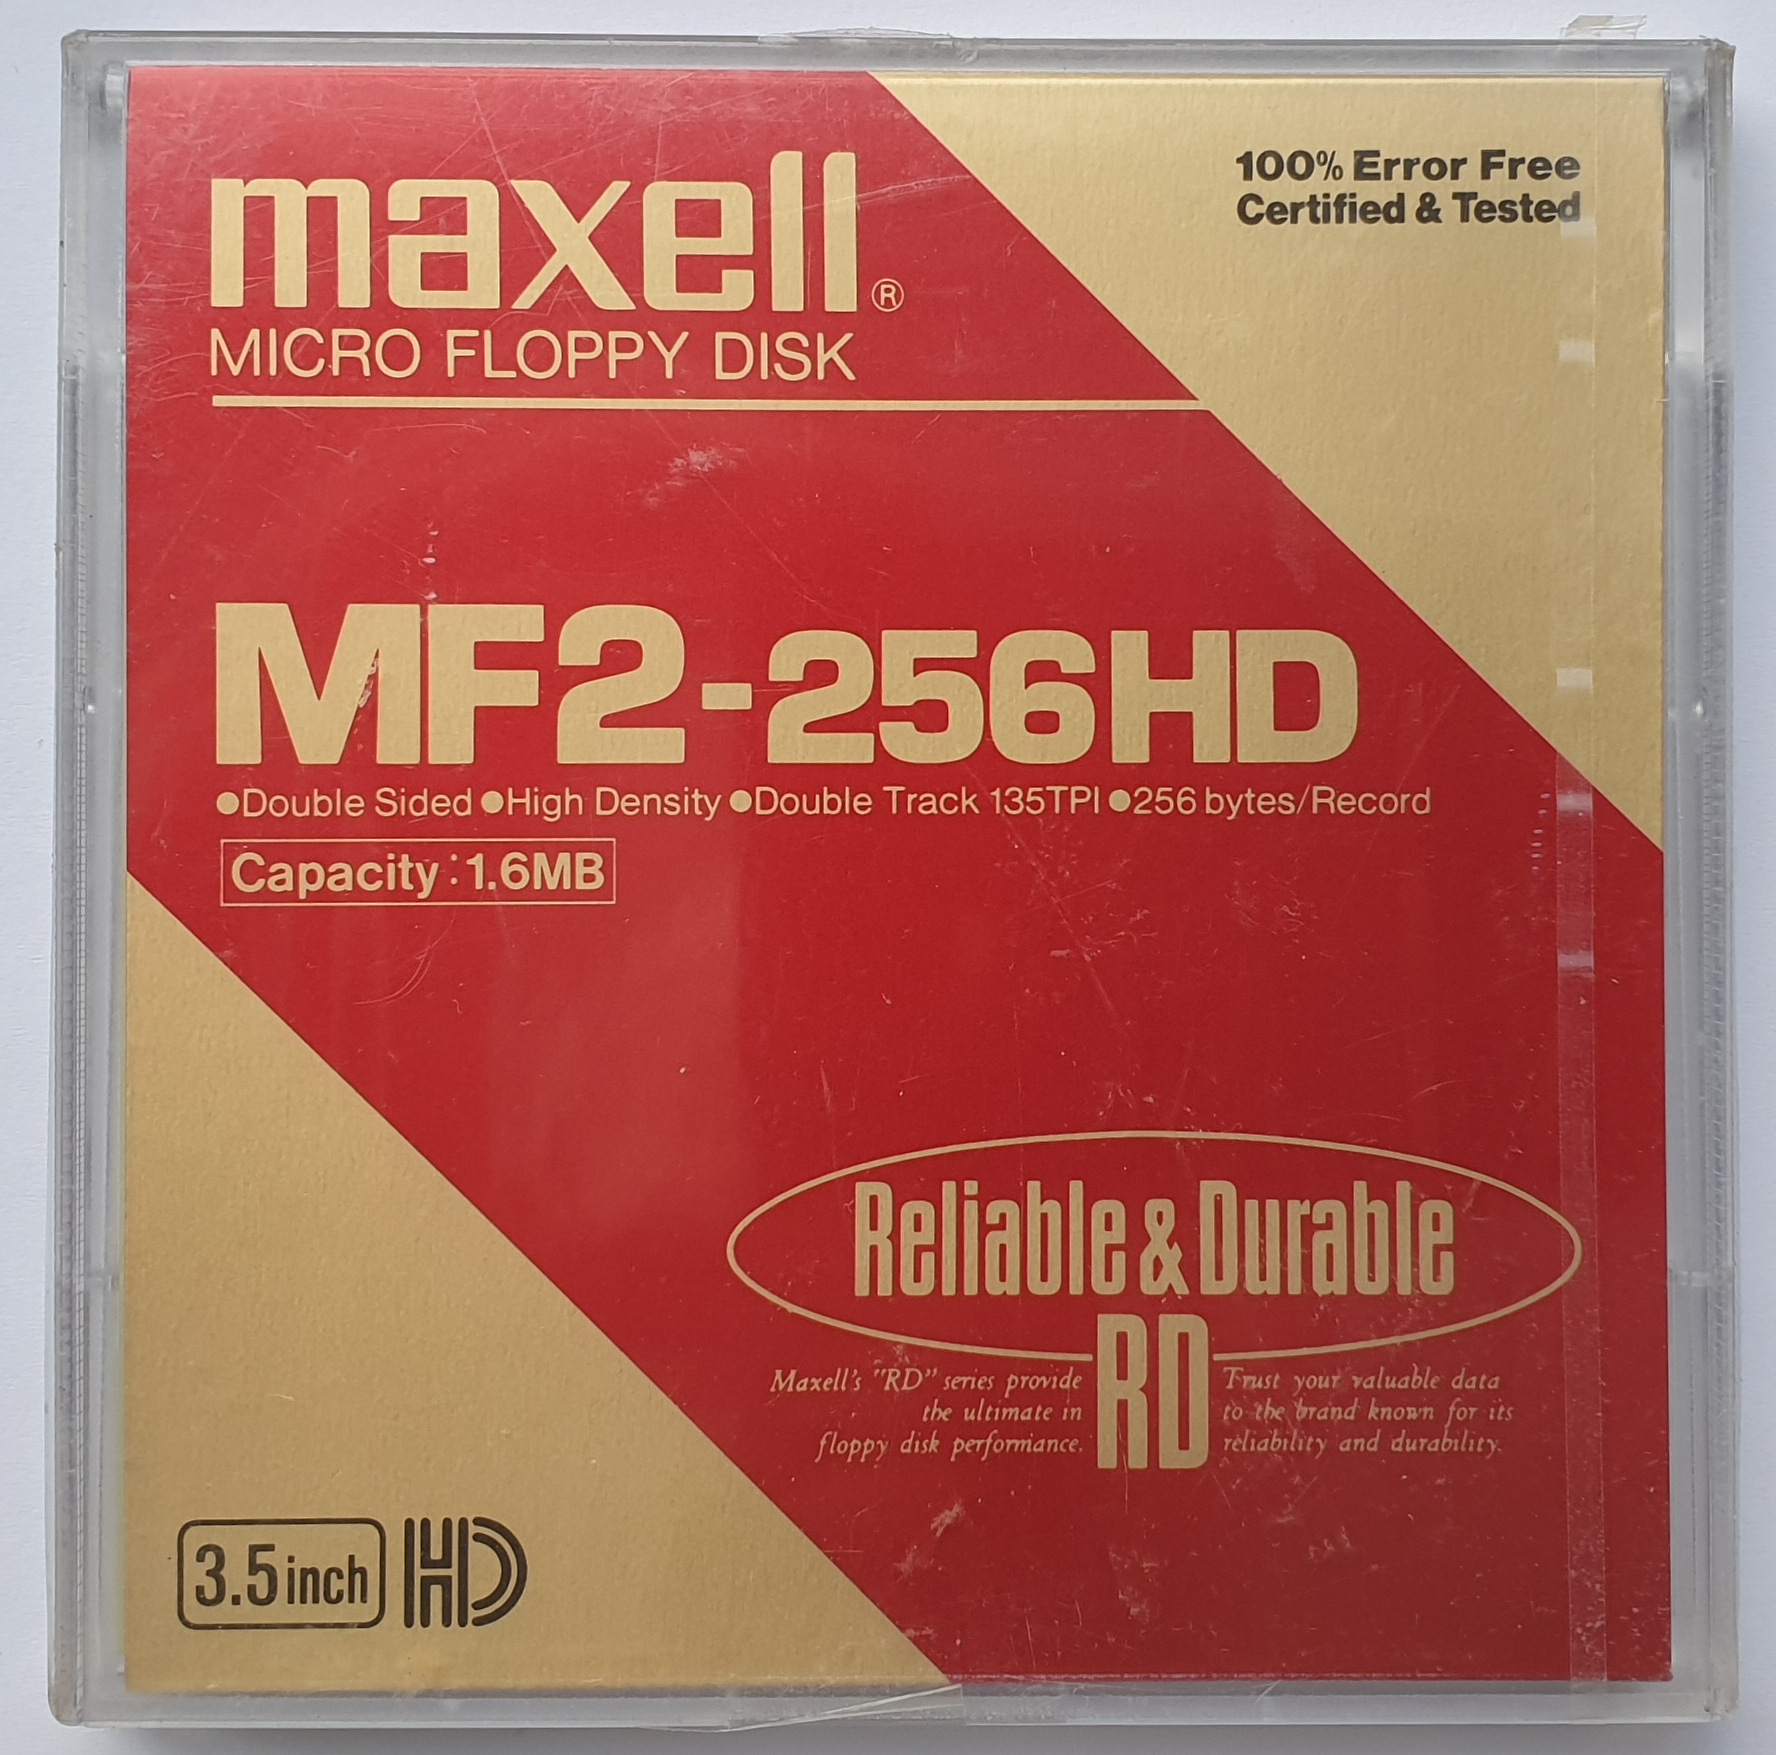 100% Error Free
Certified & Tested
maxell®
MICRO FLOPPY DISK
MF2-256HD
●Double Sided ●High Density ●Double Track 135TPI ●256 bytes/Record
Capacity:1.6MB
Reliable & Durable
RD
Maxell's "RD" series provide
the ultimate in
floppy disk performance.
Trust your valuable data
to the brand known for its
reliability and durability.
3.5inch HD